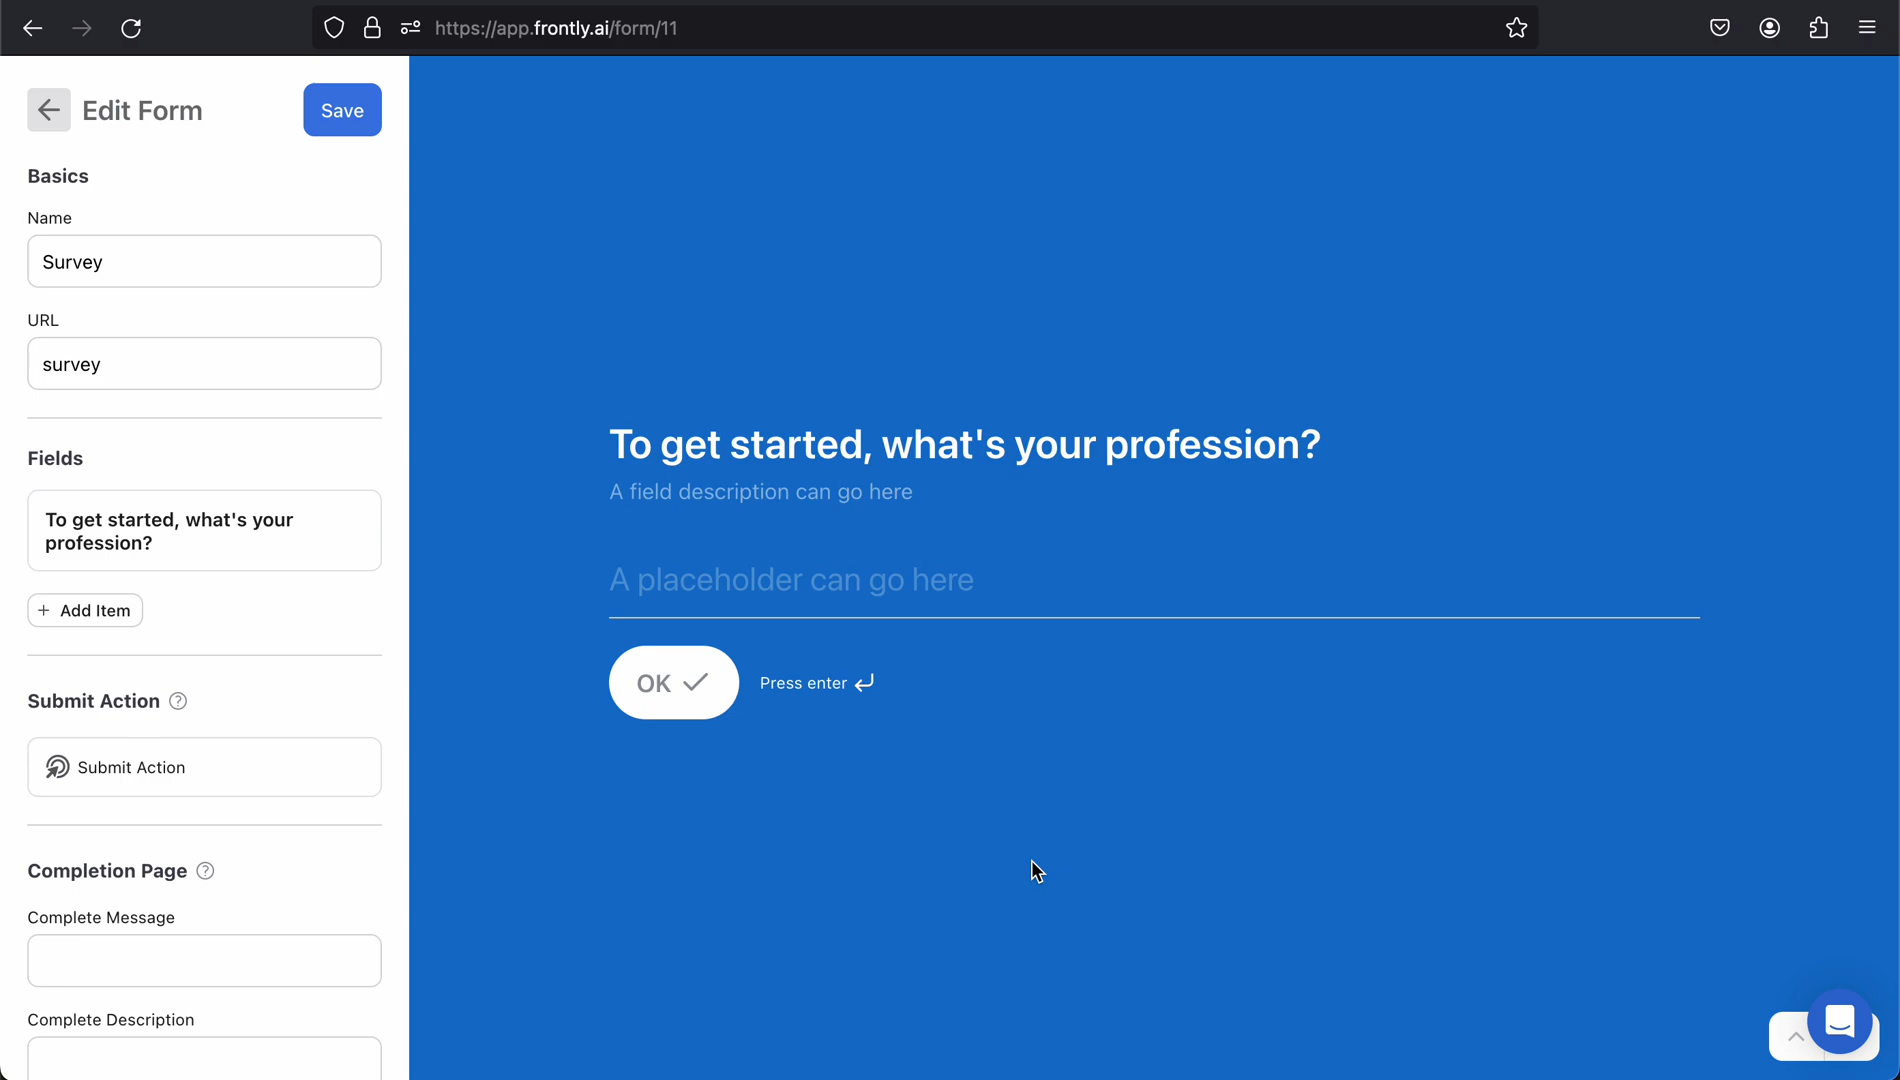 https://app.frontly.ai/form/11
Edit Form
Save
Basics
Name
Survey
URL
survey
Fields
To get started, what's your
profession?
+ Add Item
Submit Action ?
Submit Action
Completion Page ?
Complete Message
Complete Description
To get started, what's your profession?
A field description can go here
A placeholder can go here
OK
Press enter